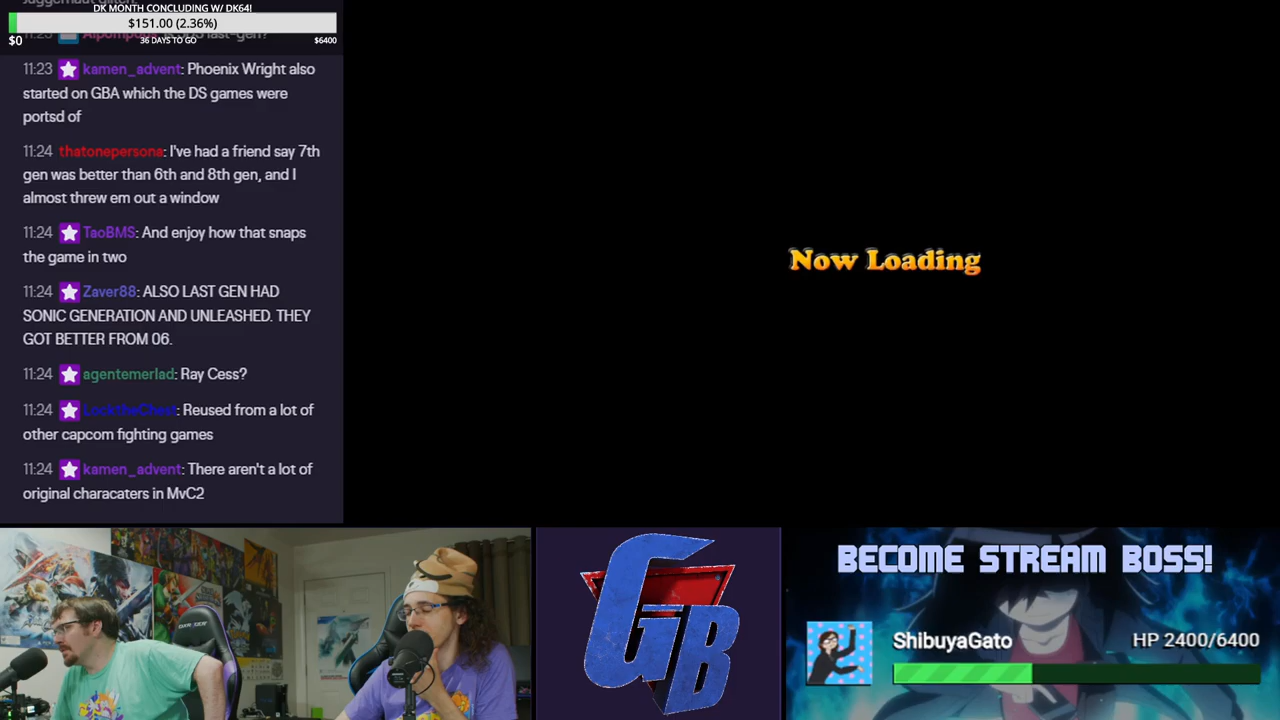 Juggernaut glitch.
DK MONTH CONCLUDING W/ DK64!
$151.00 (2.36%)
$0 36 DAYS TO GO $6400
11:23 kamen_advent: Phoenix Wright also
started on GBA which the DS games were
portsd of
11:24 thatonepersona: I've had a friend say 7th
gen was better than 6th and 8th gen, and I
almost threw em out a window
11:24 TaoBMS: And enjoy how that snaps
the game in two
11:24 Zaver88: ALSO LAST GEN HAD
SONIC GENERATION AND UNLEASHED. THEY
GOT BETTER FROM 06.
11:24 agentemerlad: Ray Cess?
11:24 LocktheChest: Reused from a lot of
other capcom fighting games
11:24 kamen_advent: There aren't a lot of
original characaters in MvC2
Now Loading
GB
BECOME STREAM BOSS!
ShibuyaGato HP 2400/6400